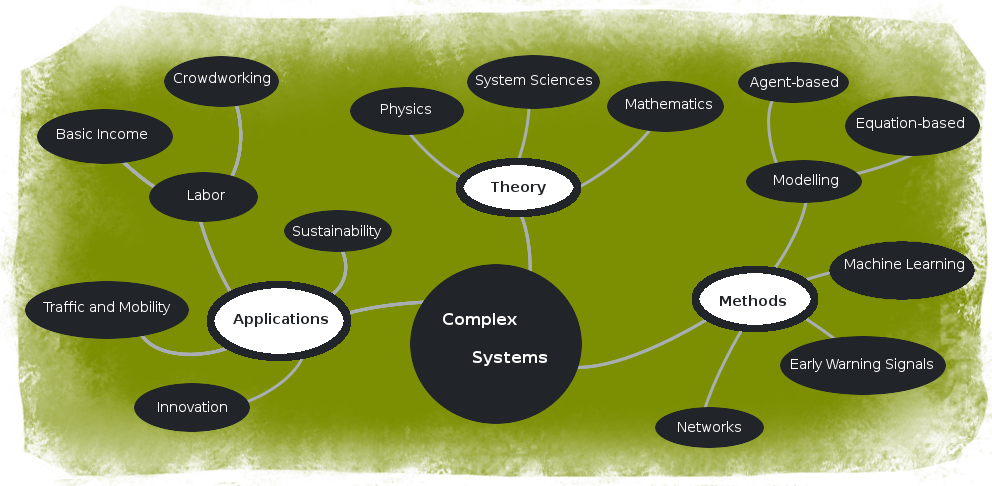 Crowdworking
Basic Income
Labor
Sustainability
Traffic and Mobility
Applications
Innovation
Physics
System Sciences
Mathematics
Theory
Complex
Systems
Agent-based
Equation-based
Modelling
Machine Learning
Methods
Early Warning Signals
Networks